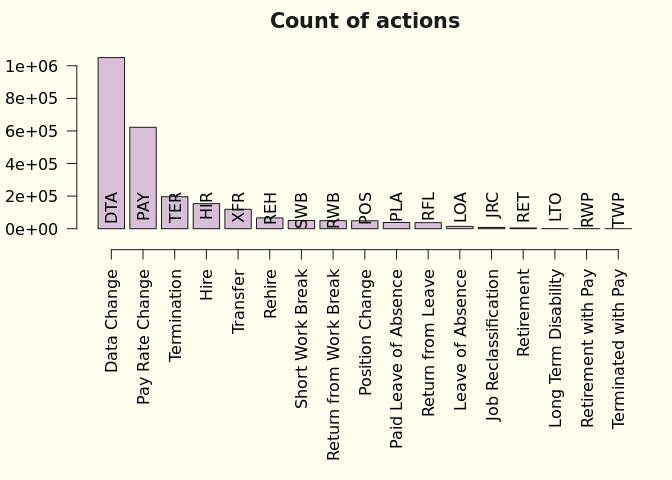 Count of actions
1e+06
8e+05
6e+05
4e+05
2e+05
0e+00
DTA
PAY
TER
HIR
XFR
REH
SWB
RWB
POS
PLA
RFL
LOA
JRC
RET
LTO
RWP
TWP
Data Change
Pay Rate Change
Termination
Hire
Transfer
Rehire
Short Work Break
Return from Work Break
Position Change
Paid Leave of Absence
Return from Leave
Leave of Absence
Job Reclassification
Retirement
Long Term Disability
Retirement with Pay
Terminated with Pay